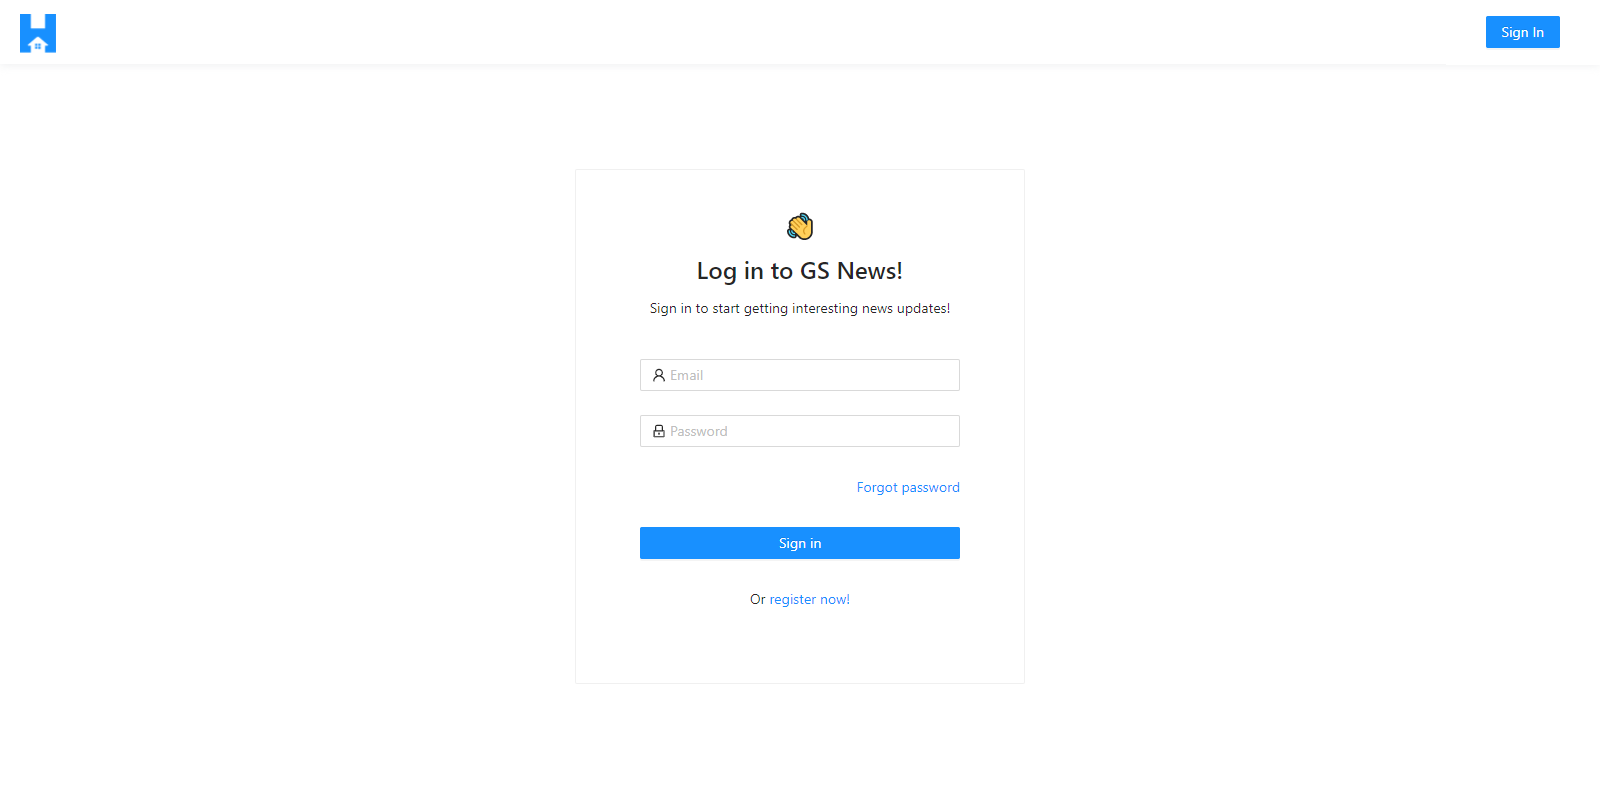 Sign In
Log in to GS News!
Sign in to start getting interesting news updates!
Email
Password
Forgot password
Sign in
Or register now!